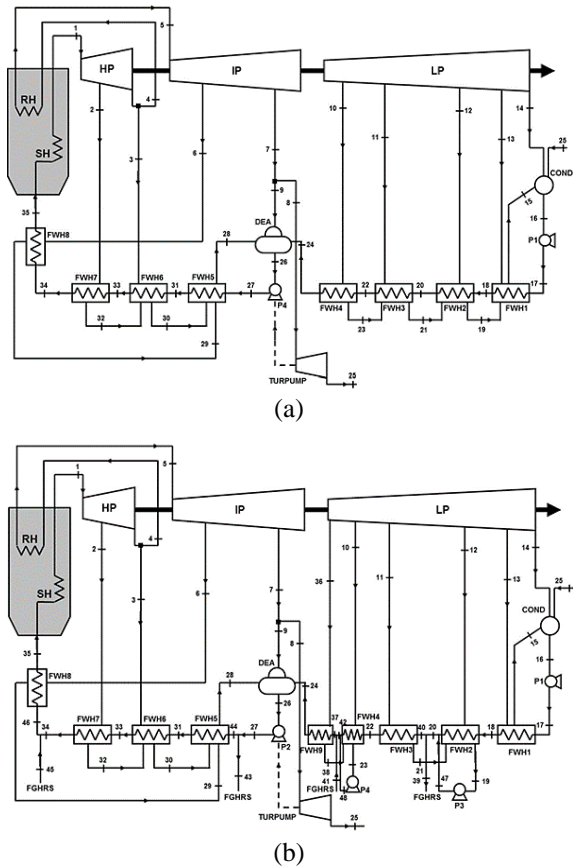 1
5
HP
IP
LP
2
4
RH
SH
3
6
7
10
11
12
13
14
25
COND
15
16
P1
17
9
8
DEA
35
FWH8
28
24
26
34
33
31
27
FWH7
FWH6
FWH5
P4
22
20
18
FWH4
FWH3
FWH2
FWH1
32
30
29
23
21
19
TURPUMP
25
(a)
1
5
HP
IP
LP
2
4
RH
SH
3
6
7
36
10
11
12
13
14
25
COND
15
16
P1
17
9
8
DEA
35
FWH8
28
24
26
46
34
33
31
44
27
FWH7
FWH6
FWH5
P2
37
42
FWH4
22
40
20
18
FWH9
FWH3
FWH2
FWH1
45
32
30
29
43
38
41
23
48
P4
21
39
47
19
P3
FGHRS
FGHRS
FGHRS
FGHRS
TURPUMP
25
(b)